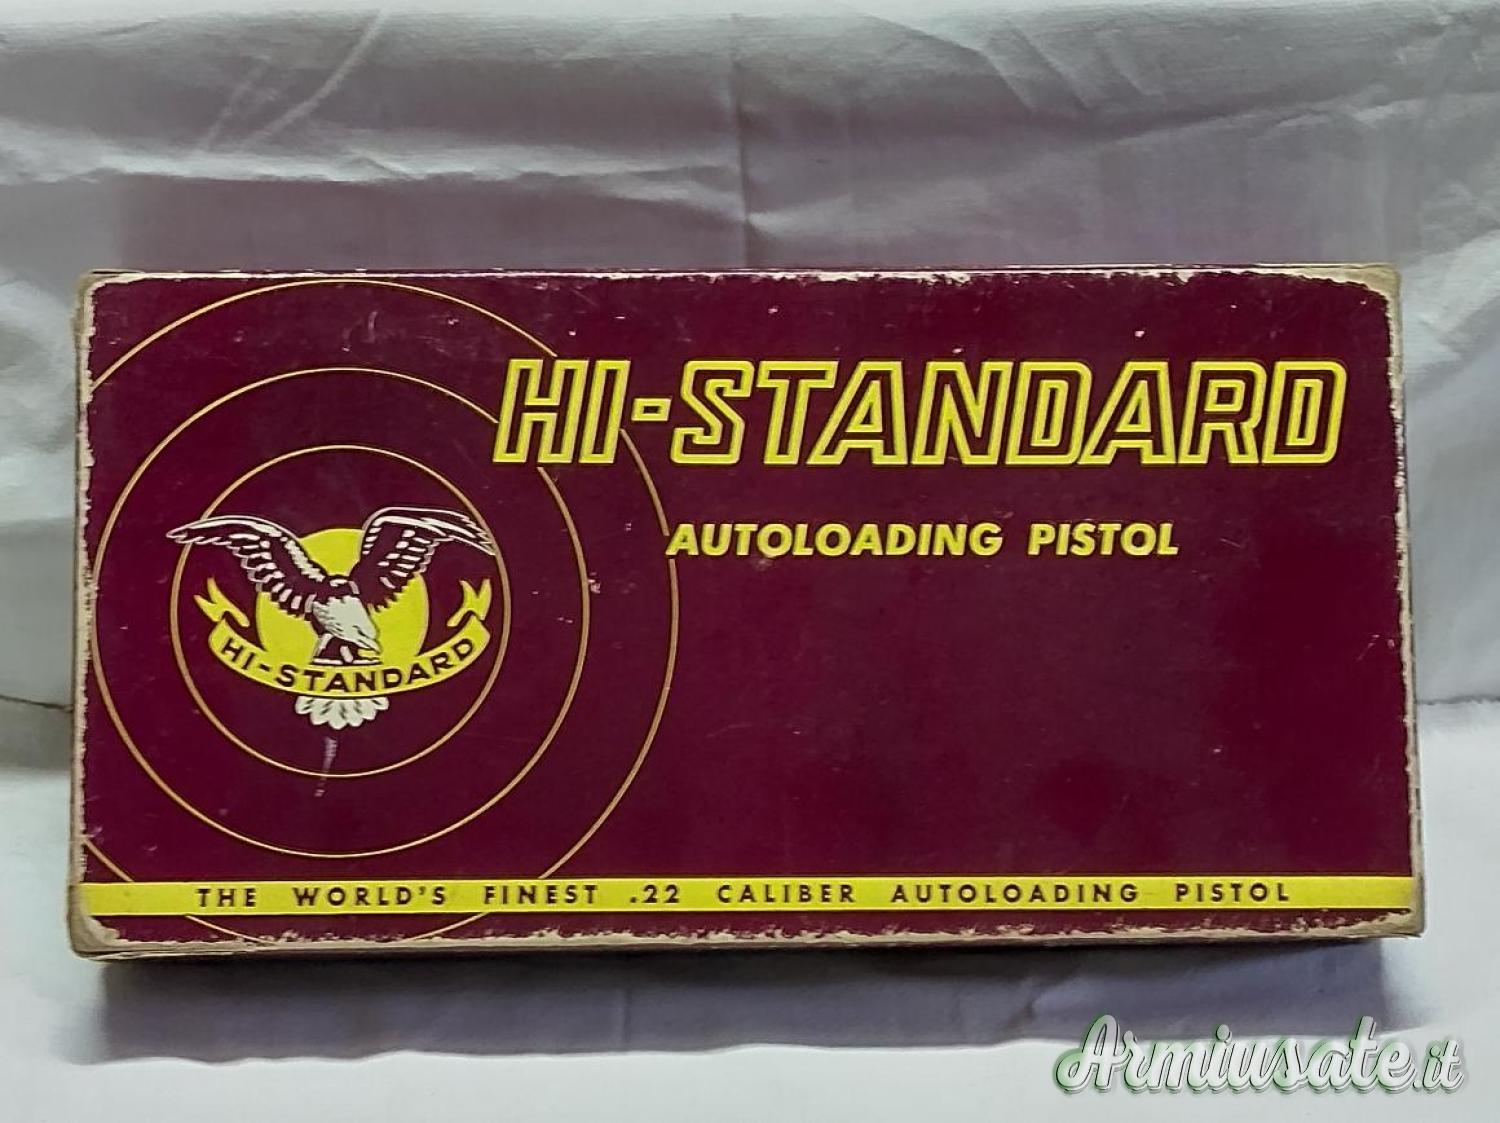 HI-STANDARD
AUTOLOADING PISTOL
HI-STANDARD
THE WORLD'S FINEST .22 CALIBER AUTOLOADING PISTOL
Armiusate.it